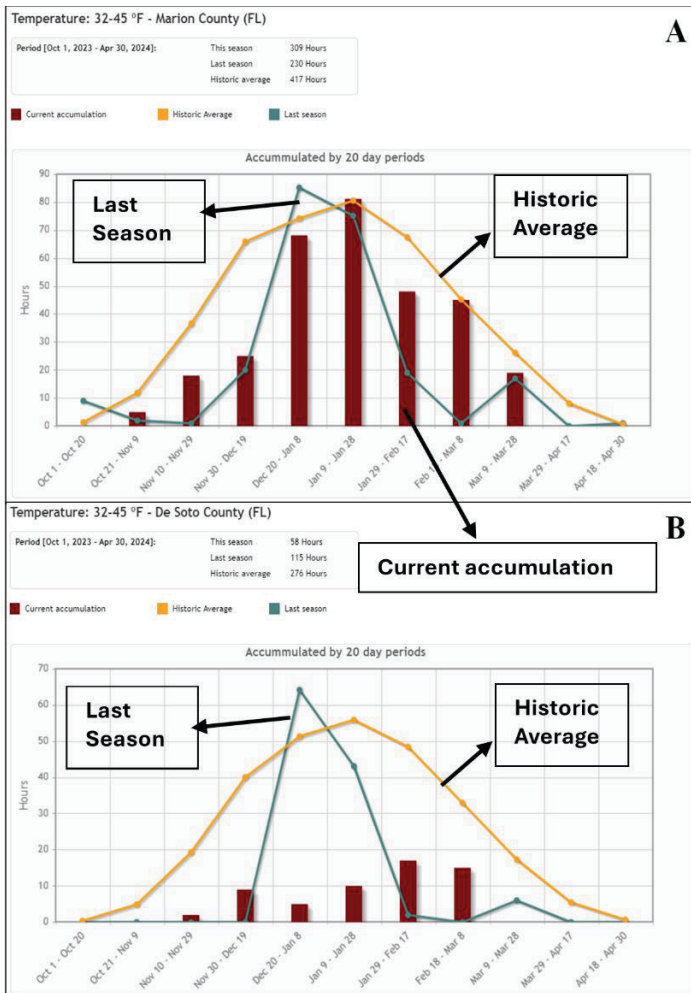 Temperature: 32-45 ºF - Marion County (FL)
A
Period [Oct 1, 2023 - Apr 30, 2024]: This season 309 Hours
Last season 230 Hours
Historic average 417 Hours
Current accumulation Historic Average Last season
Accumulated by 20 day periods
90
80
70
60
50
40
30
20
10
0
Hours
Last
Season
Historic
Average
Oct 1 - Oct 20
Oct 21 - Nov 9
Nov 10 - Nov 29
Nov 30 - Dec 19
Dec 20 - Jan 8
Jan 9 - Jan 28
Jan 29 - Feb 17
Feb 18 - Mar 8
Mar 9 - Mar 28
Mar 29 - Apr 17
Apr 18 - Apr 30
Current accumulation
Temperature: 32-45 ºF - De Soto County (FL)
B
Period [Oct 1, 2023 - Apr 30, 2024]: This season 58 Hours
Last season 115 Hours
Historic average 276 Hours
Current accumulation Historic Average Last season
Accumulated by 20 day periods
70
60
50
40
30
20
10
0
Hours
Last
Season
Historic
Average
Oct 1 - Oct 20
Oct 21 - Nov 9
Nov 10 - Nov 29
Nov 30 - Dec 19
Dec 20 - Jan 8
Jan 9 - Jan 28
Jan 29 - Feb 17
Feb 18 - Mar 8
Mar 9 - Mar 28
Mar 29 - Apr 17
Apr 18 - Apr 30